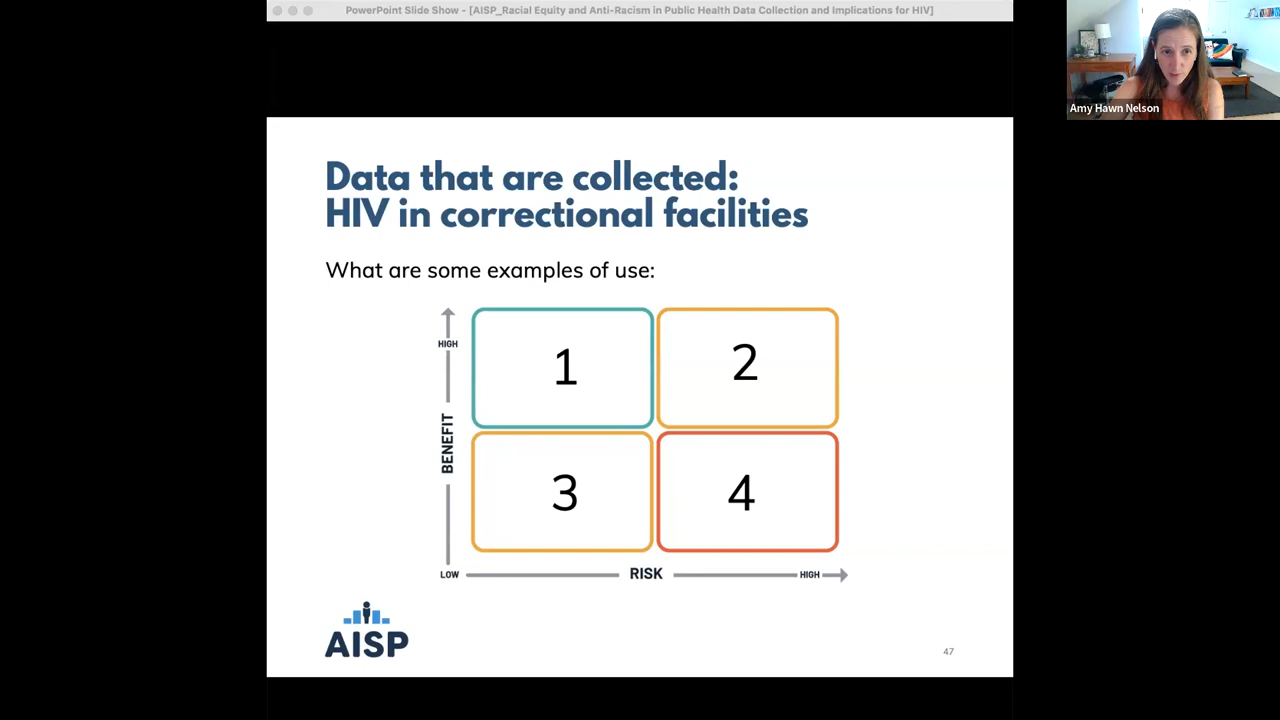 PowerPoint Slide Show - [AISP_Racial Equity and Anti-Racism in Public Health Data Collection and Implications for HIV]
Amy Hawn Nelson
Data that are collected:
HIV in correctional facilities
What are some examples of use:
HIGH
BENEFIT
1
2
3
4
LOW
RISK
HIGH
AISP
47